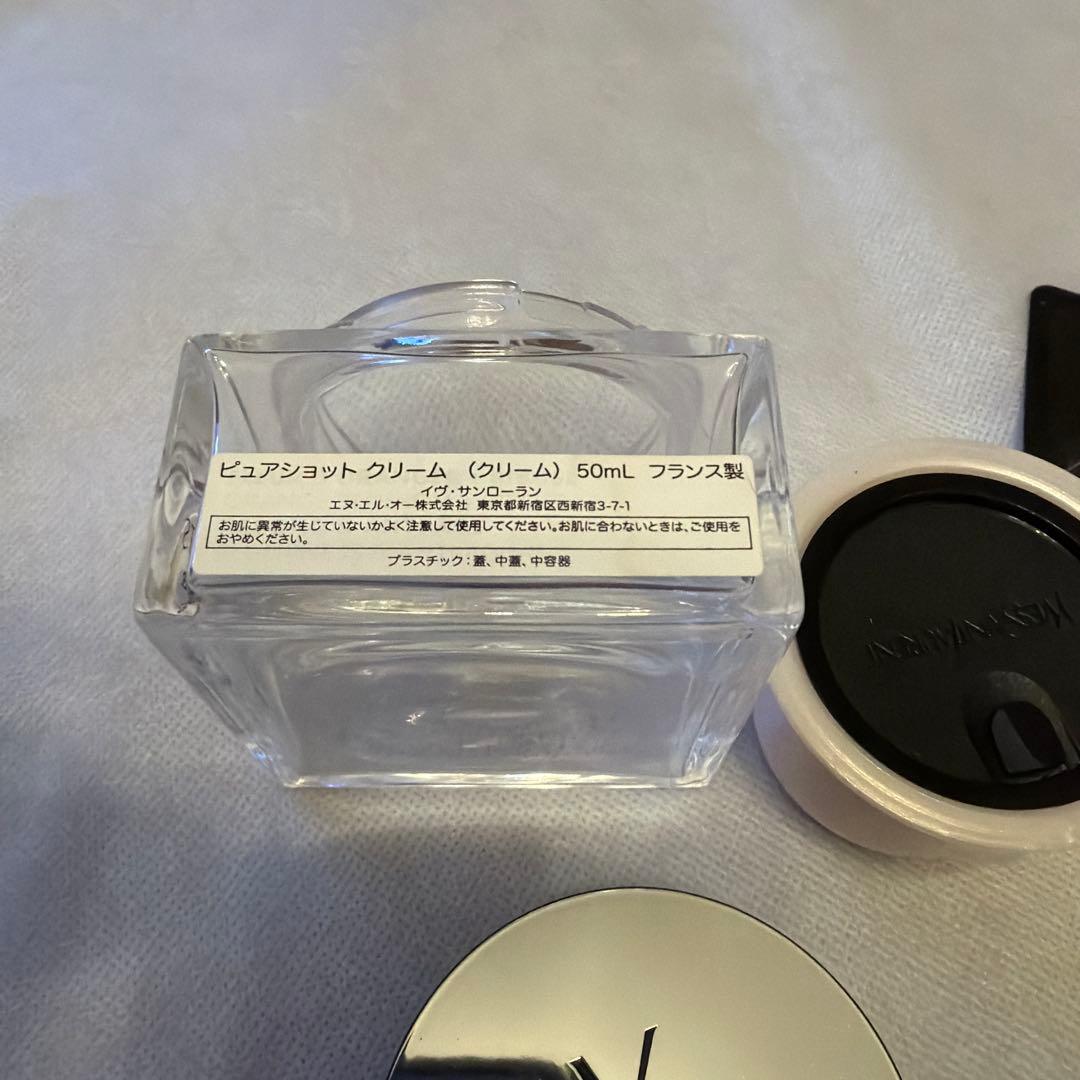 ピュアショット クリーム （クリーム） 50mL フランス製
イヴ・サンローラン
エヌ・エル・オー株式会社 東京都新宿区西新宿3-7-1
お肌に異常が生じていないかよく注意して使用してください。お肌に合わないときは、ご使用を
おやめください。
プラスチック：蓋、中蓋、中容器
YVESSAINTLAURENT